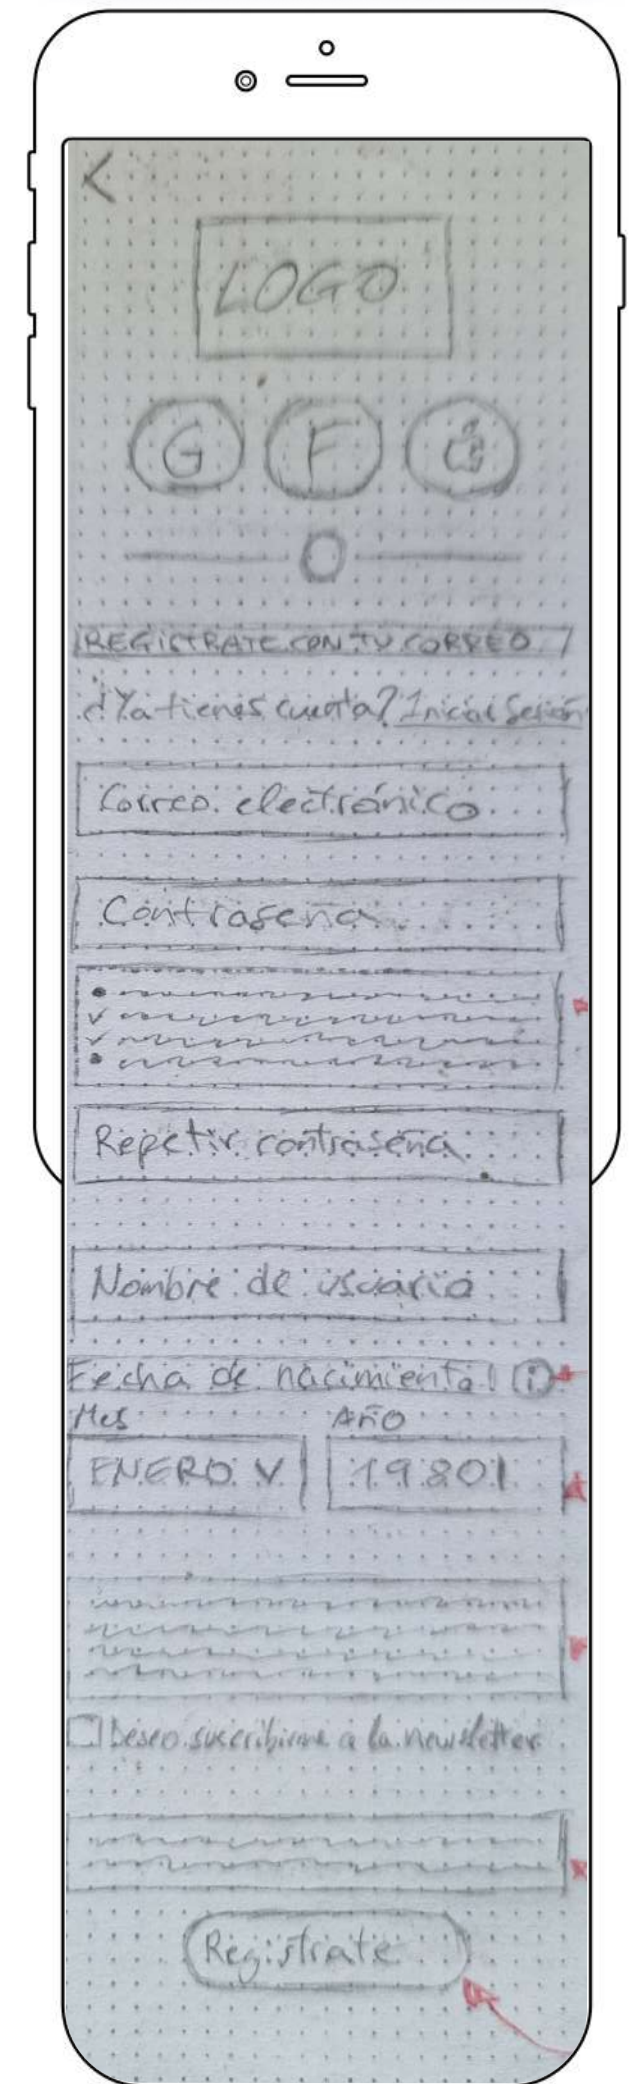 <
LOGO
G F
O
REGISTRATE CON TU CORREO
¿Ya tienes cuenta? Iniciar Sesión
Correo electrónico
Contraseña
Repetir contraseña
Nombre de usuario
Fecha de nacimiento i
Mes Año
ENERO V 1980
Deseo suscribirme a la newsletter
Registrate